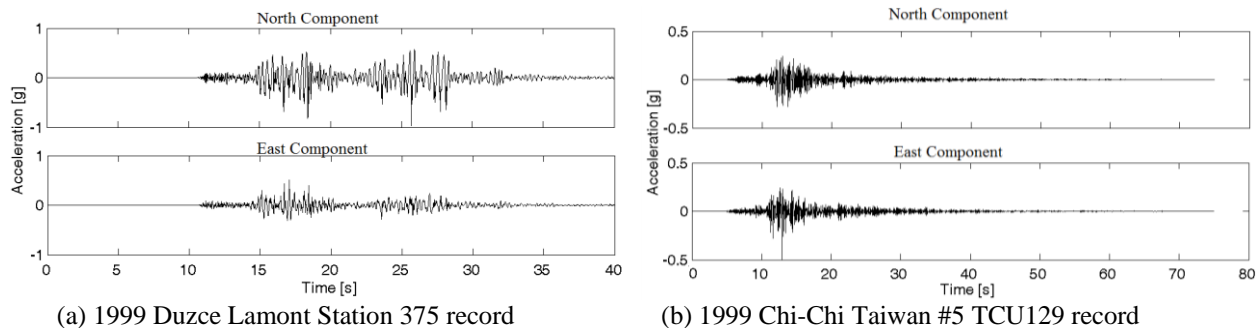 North Component
1
0
-1
Acceleration [g]
East Component
1
0
-1
0 5 10 15 20 25 30 35 40
Time [s]
(a) 1999 Duzce Lamont Station 375 record
North Component
0.5
0
-0.5
Acceleration [g]
East Component
0.5
0
-0.5
0 10 20 30 40 50 60 70 80
Time [s]
(b) 1999 Chi-Chi Taiwan #5 TCU129 record